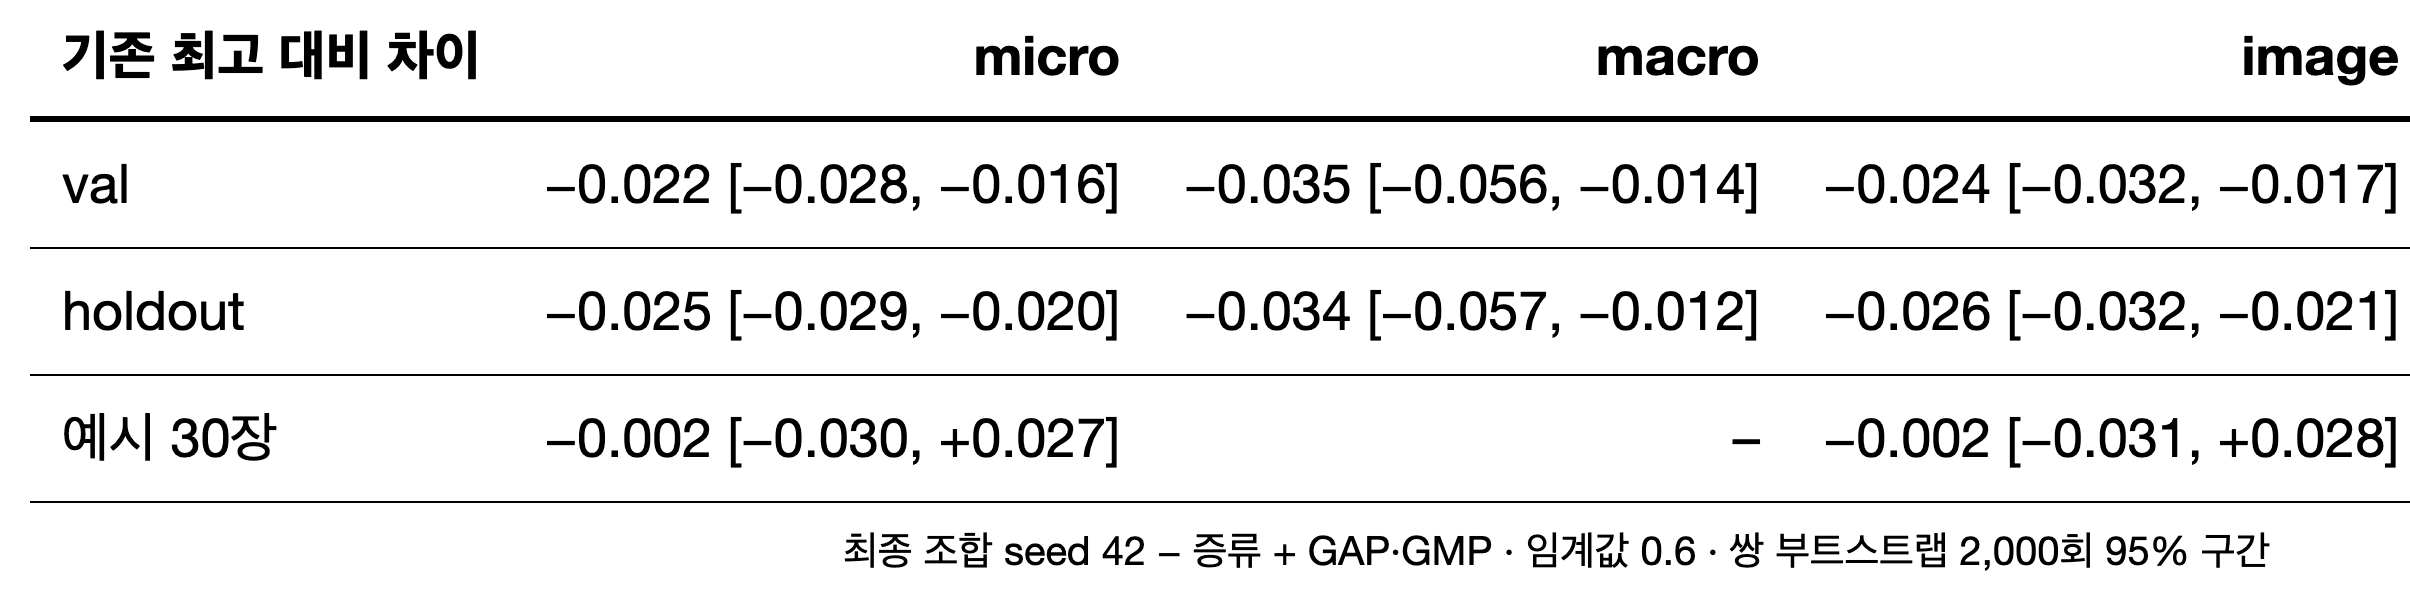 기존 최고 대비 차이 micro macro image
val –0.022 [–0.028, –0.016] –0.035 [–0.056, –0.014] –0.024 [–0.032, –0.017]
holdout –0.025 [–0.029, –0.020] –0.034 [–0.057, –0.012] –0.026 [–0.032, –0.021]
예시 30장 –0.002 [–0.030, +0.027] – –0.002 [–0.031, +0.028]
최종 조합 seed 42 – 증류 + GAP·GMP · 임계값 0.6 · 쌍 부트스트랩 2,000회 95% 구간